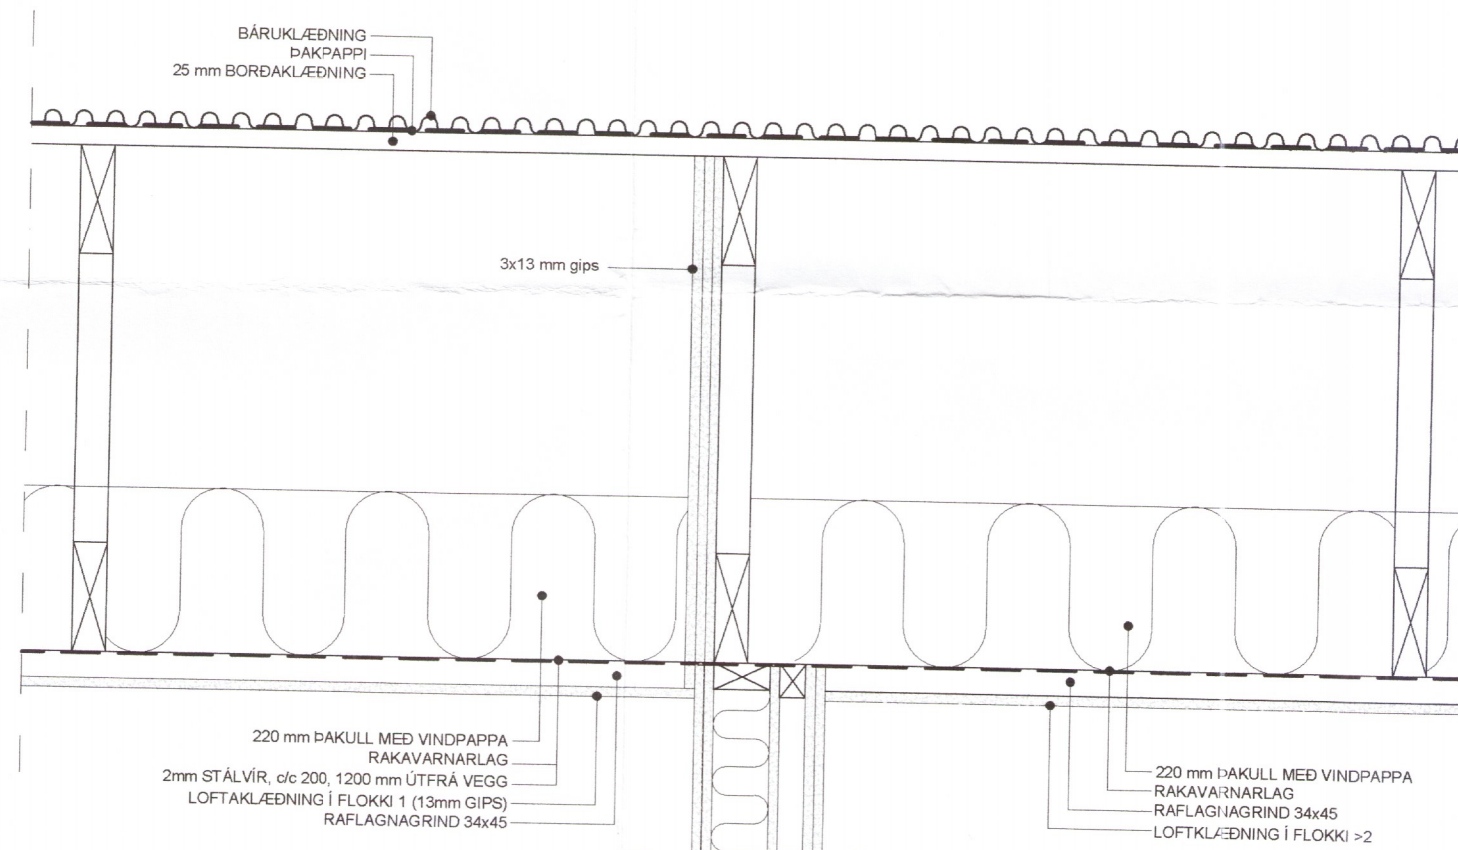 BÁRUKLÆÐNING
ÞAKPAPPI
25 mm BORÐAKLÆÐNING
3x13 mm gips
220 mm ÞAKULL MEÐ VINDPAPPA
RAKAVARNARLAG
2mm STÁLVÍR, c/c 200, 1200 mm ÚTFRÁ VEGG
LOFTAKLÆÐNING Í FLOKKI 1 (13mm GIPS)
RAFLAGNAGRIND 34x45
220 mm ÞAKULL MEÐ VINDPAPPA
RAKAVARNARLAG
RAFLAGNAGRIND 34x45
LOFTKLÆÐNING Í FLOKKI >2